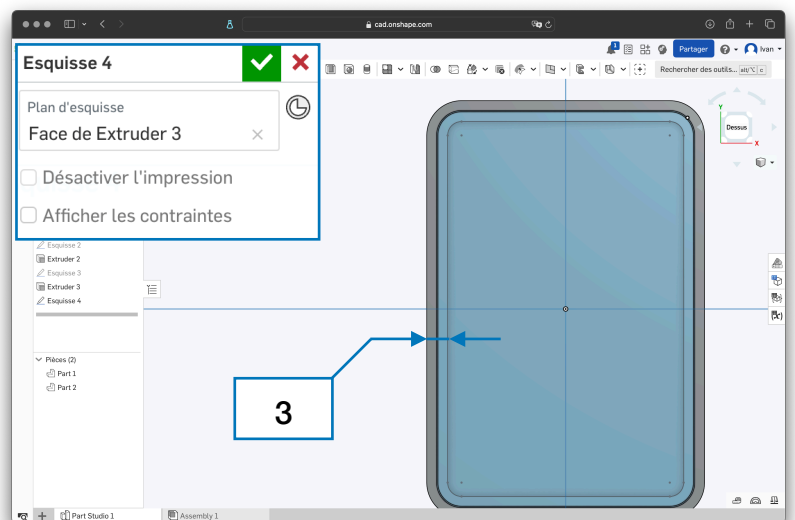 cad.onshape.com
Partager
Ivan
Rechercher des outils... alt/⌥ c
Esquisse 4
Plan d'esquisse
Face de Extruder 3
Désactiver l'impression
Afficher les contraintes
Esquisse 2
Extruder 2
Esquisse 3
Extruder 3
Esquisse 4
Pièces (2)
Part 1
Part 2
3
Y
Dessus
X
Part Studio 1
Assembly 1